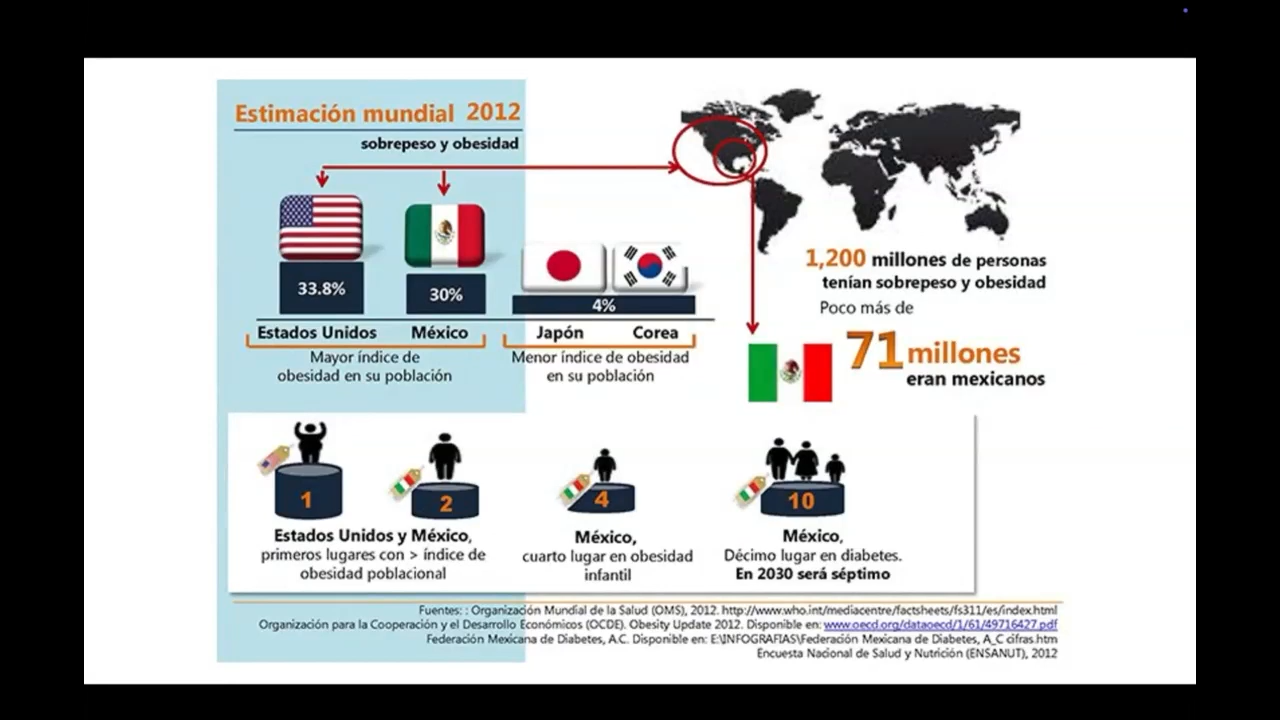 Estimación mundial 2012
sobrepeso y obesidad
33.8%
30%
4%
Estados Unidos
México
Japón
Corea
Mayor índice de
obesidad en su población
Menor índice de obesidad
en su población
1,200 millones de personas
tenían sobrepeso y obesidad
Poco más de
71 millones
eran mexicanos
1
2
4
10
Estados Unidos y México,
primeros lugares con > índice de
obesidad poblacional
México,
cuarto lugar en obesidad
infantil
México,
Décimo lugar en diabetes.
En 2030 será séptimo
Fuentes: : Organización Mundial de la Salud (OMS), 2012. http://www.who.int/mediacentre/factsheets/fs311/es/index.html
Organización para la Cooperación y el Desarrollo Económicos (OCDE). Obesity Update 2012. Disponible en: www.oecd.org/dataoecd/1/61/49716427.pdf
Federación Mexicana de Diabetes, A.C. Disponible en: E:\INFOGRAFIAS\Federación Mexicana de Diabetes, A_C cifras.htm
Encuesta Nacional de Salud y Nutrición (ENSANUT), 2012